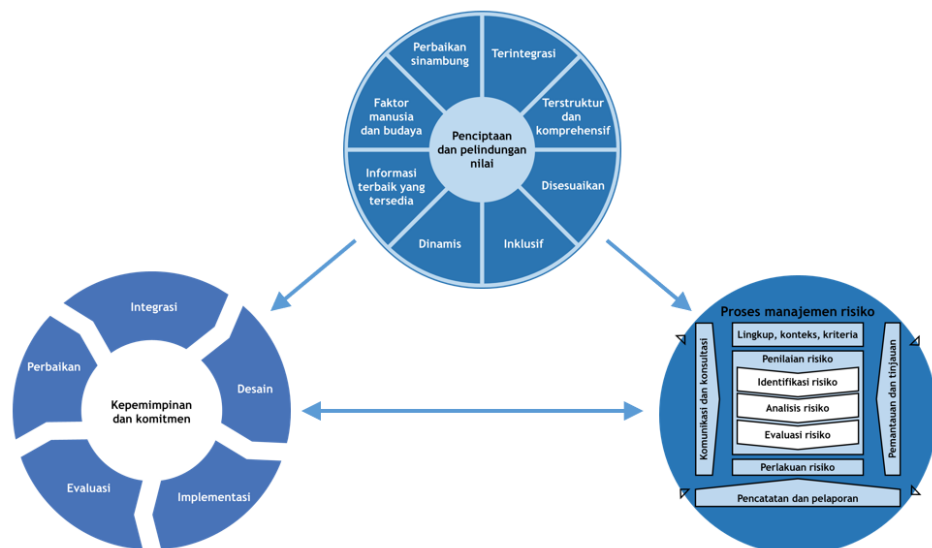 Perbaikan
sinambung
Terintegrasi
Faktor
manusia
dan budaya
Terstruktur
dan
komprehensif
Penciptaan
dan pelindungan
nilai
Informasi
terbaik yang
tersedia
Disesuaikan
Dinamis
Inklusif
Integrasi
Perbaikan
Desain
Kepemimpinan
dan komitmen
Evaluasi
Implementasi
Proses manajemen risiko
Komunikasi dan konsultasi
Lingkup, konteks, kriteria
Penilaian risiko
Identifikasi risiko
Analisis risiko
Evaluasi risiko
Perlakuan risiko
Pemantauan dan tinjauan
Pencatatan dan pelaporan